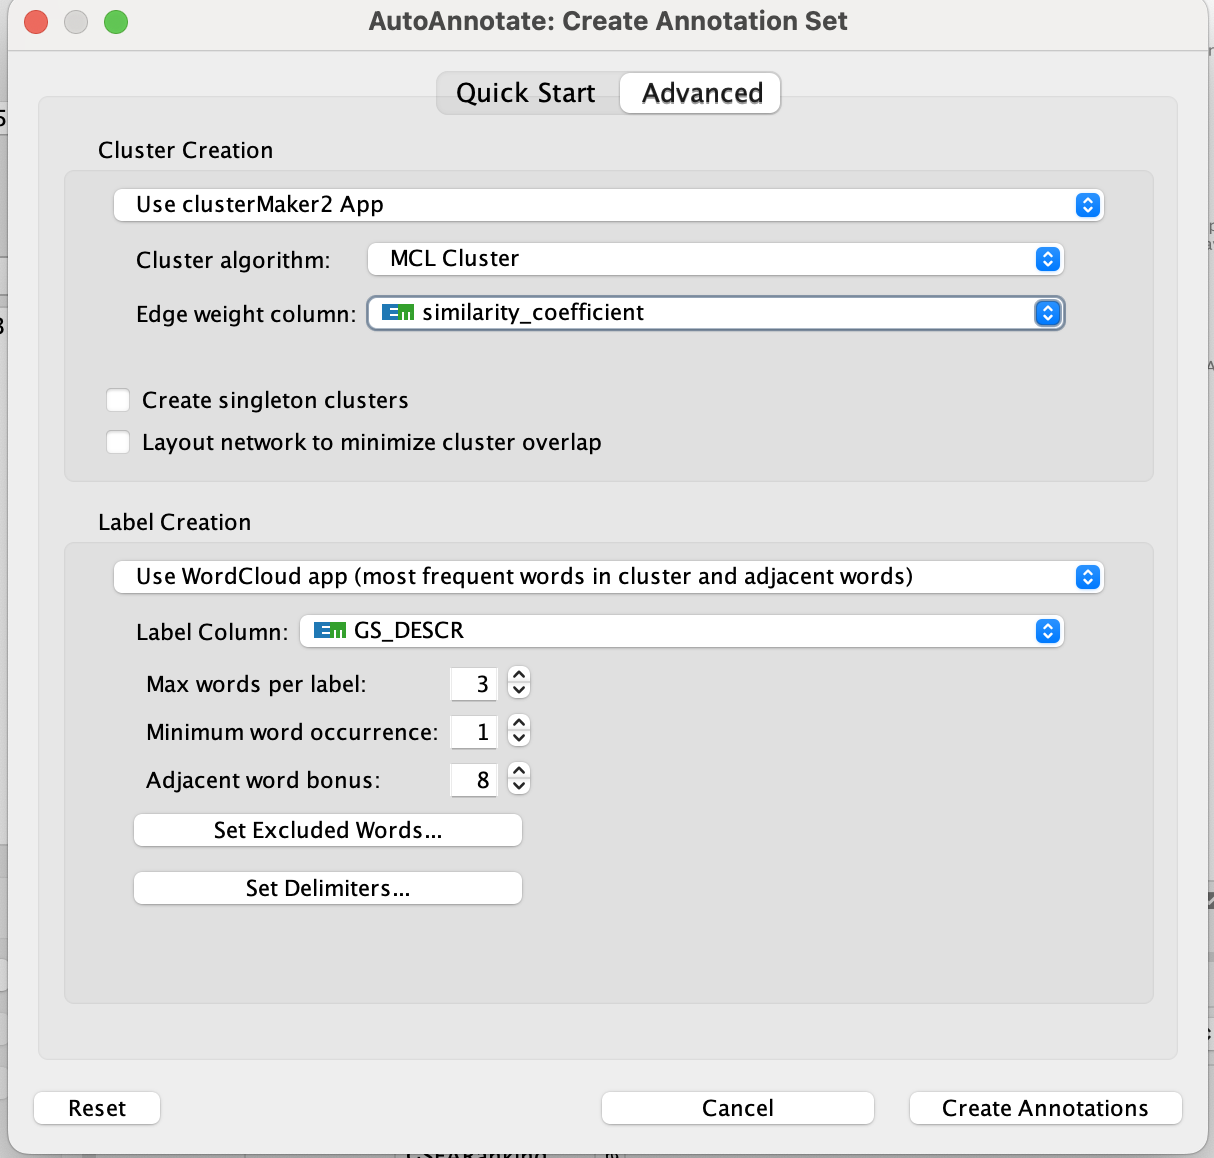 AutoAnnotate: Create Annotation Set
Quick Start
Advanced
Cluster Creation
Use clusterMaker2 App
Cluster algorithm:
MCL Cluster
Edge weight column:
EM similarity_coefficient
Create singleton clusters
Layout network to minimize cluster overlap
Label Creation
Use WordCloud app (most frequent words in cluster and adjacent words)
Label Column:
EM GS_DESCR
Max words per label:
3
Minimum word occurrence:
1
Adjacent word bonus:
8
Set Excluded Words...
Set Delimiters...
Reset
Cancel
Create Annotations